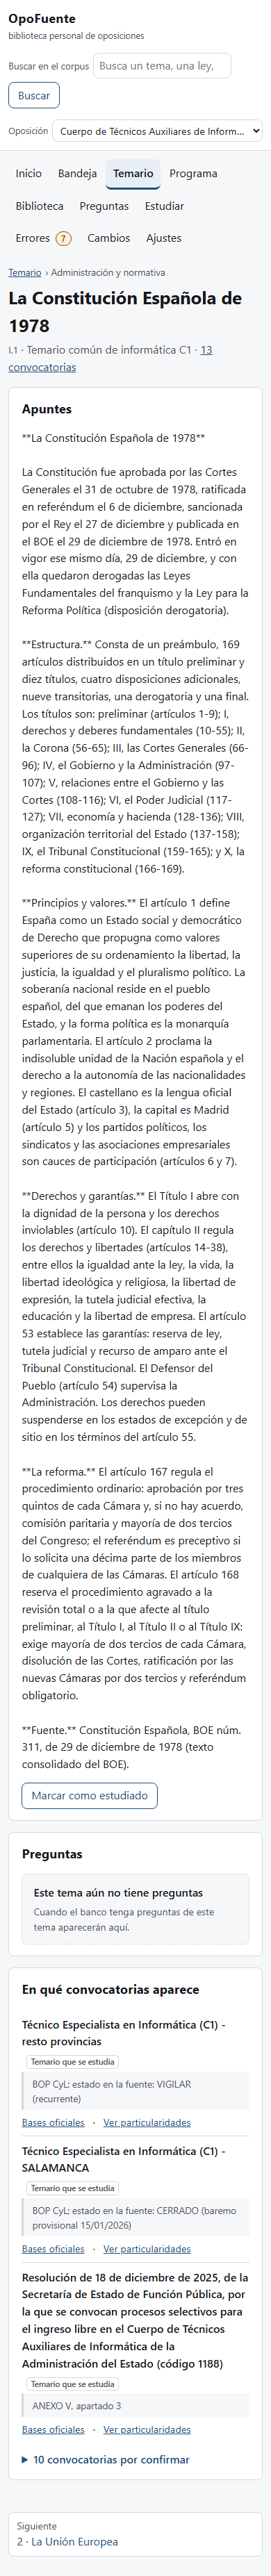 OpoFuente
biblioteca personal de oposiciones
Buscar en el corpus
Busca un tema, una ley,
Buscar
Oposición
Cuerpo de Técnicos Auxiliares de Inform...
Inicio Bandeja Temario Programa
Biblioteca Preguntas Estudiar
Errores 7 Cambios Ajustes
Temario › Administración y normativa
La Constitución Española de
1978
I.1 · Temario común de informática C1 · 13
convocatorias
Apuntes
**La Constitución Española de 1978**
La Constitución fue aprobada por las Cortes
Generales el 31 de octubre de 1978, ratificada
en referéndum el 6 de diciembre, sancionada
por el Rey el 27 de diciembre y publicada en
el BOE el 29 de diciembre de 1978. Entró en
vigor ese mismo día, 29 de diciembre, y con
ella quedaron derogadas las Leyes
Fundamentales del franquismo y la Ley para la
Reforma Política (disposición derogatoria).
**Estructura.** Consta de un preámbulo, 169
artículos distribuidos en un título preliminar y
diez títulos, cuatro disposiciones adicionales,
nueve transitorias, una derogatoria y una final.
Los títulos son: preliminar (artículos 1-9); I,
derechos y deberes fundamentales (10-55); II,
la Corona (56-65); III, las Cortes Generales (66-
96); IV, el Gobierno y la Administración (97-
107); V, relaciones entre el Gobierno y las
Cortes (108-116); VI, el Poder Judicial (117-
127); VII, economía y hacienda (128-136); VIII,
organización territorial del Estado (137-158);
IX, el Tribunal Constitucional (159-165); y X, la
reforma constitucional (166-169).
**Principios y valores.** El artículo 1 define
España como un Estado social y democrático
de Derecho que propugna como valores
superiores de su ordenamiento la libertad, la
justicia, la igualdad y el pluralismo político. La
soberanía nacional reside en el pueblo
español, del que emanan los poderes del
Estado, y la forma política es la monarquía
parlamentaria. El artículo 2 proclama la
indisoluble unidad de la Nación española y el
derecho a la autonomía de las nacionalidades
y regiones. El castellano es la lengua oficial
del Estado (artículo 3), la capital es Madrid
(artículo 5) y los partidos políticos, los
sindicatos y las asociaciones empresariales
son cauces de participación (artículos 6 y 7).
**Derechos y garantías.** El Título I abre con
la dignidad de la persona y los derechos
inviolables (artículo 10). El capítulo II regula
los derechos y libertades (artículos 14-38),
entre ellos la igualdad ante la ley, la vida, la
libertad ideológica y religiosa, la libertad de
expresión, la tutela judicial efectiva, la
educación y la libertad de empresa. El artículo
53 establece las garantías: reserva de ley,
tutela judicial y recurso de amparo ante el
Tribunal Constitucional. El Defensor del
Pueblo (artículo 54) supervisa la
Administración. Los derechos pueden
suspenderse en los estados de excepción y de
sitio en los términos del artículo 55.
**La reforma.** El artículo 167 regula el
procedimiento ordinario: aprobación por tres
quintos de cada Cámara y, si no hay acuerdo,
comisión paritaria y mayoría de dos tercios
del Congreso; el referéndum es preceptivo si
lo solicita una décima parte de los miembros
de cualquiera de las Cámaras. El artículo 168
reserva el procedimiento agravado a la
revisión total o a la que afecte al título
preliminar, al Título I, al Título II o al Título IX:
exige mayoría de dos tercios de cada Cámara,
disolución de las Cortes, ratificación por las
nuevas Cámaras por dos tercios y referéndum
obligatorio.
**Fuente.** Constitución Española, BOE núm.
311, de 29 de diciembre de 1978 (texto
consolidado del BOE).
Marcar como estudiado
Preguntas
Este tema aún no tiene preguntas
Cuando el banco tenga preguntas de este
tema aparecerán aquí.
En qué convocatorias aparece
Técnico Especialista en Informática (C1) -
resto provincias
Temario que se estudia
BOP CyL; estado en la fuente: VIGILAR
(recurrente)
Bases oficiales · Ver particularidades
Técnico Especialista en Informática (C1) -
SALAMANCA
Temario que se estudia
BOP CyL; estado en la fuente: CERRADO (baremo
provisional 15/01/2026)
Bases oficiales · Ver particularidades
Resolución de 18 de diciembre de 2025, de la
Secretaría de Estado de Función Pública, por
la que se convocan procesos selectivos para
el ingreso libre en el Cuerpo de Técnicos
Auxiliares de Informática de la
Administración del Estado (código 1188)
Temario que se estudia
ANEXO V, apartado 3
Bases oficiales · Ver particularidades
▶ 10 convocatorias por confirmar
Siguiente
2 · La Unión Europea